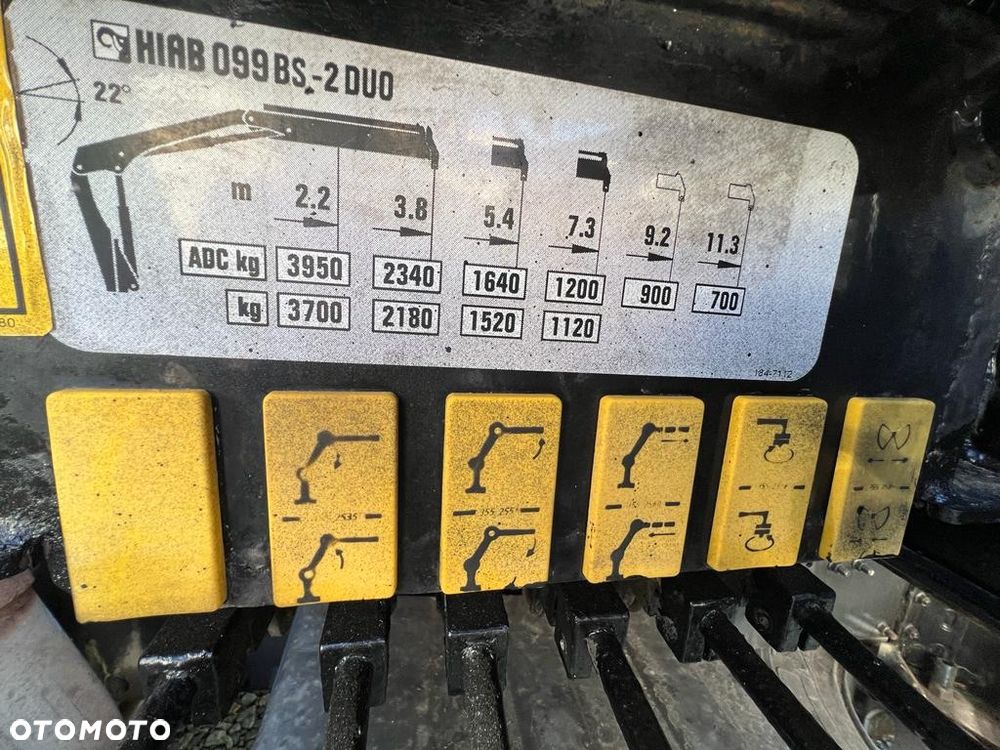 HIAB 099 BS.-2 DUO
22°
m 2.2 3.8 5.4 7.3 9.2 11.3
ADC kg 3950 2340 1640 1200 900 700
kg 3700 2180 1520 1120
184-7112
80.
OTOMOTO